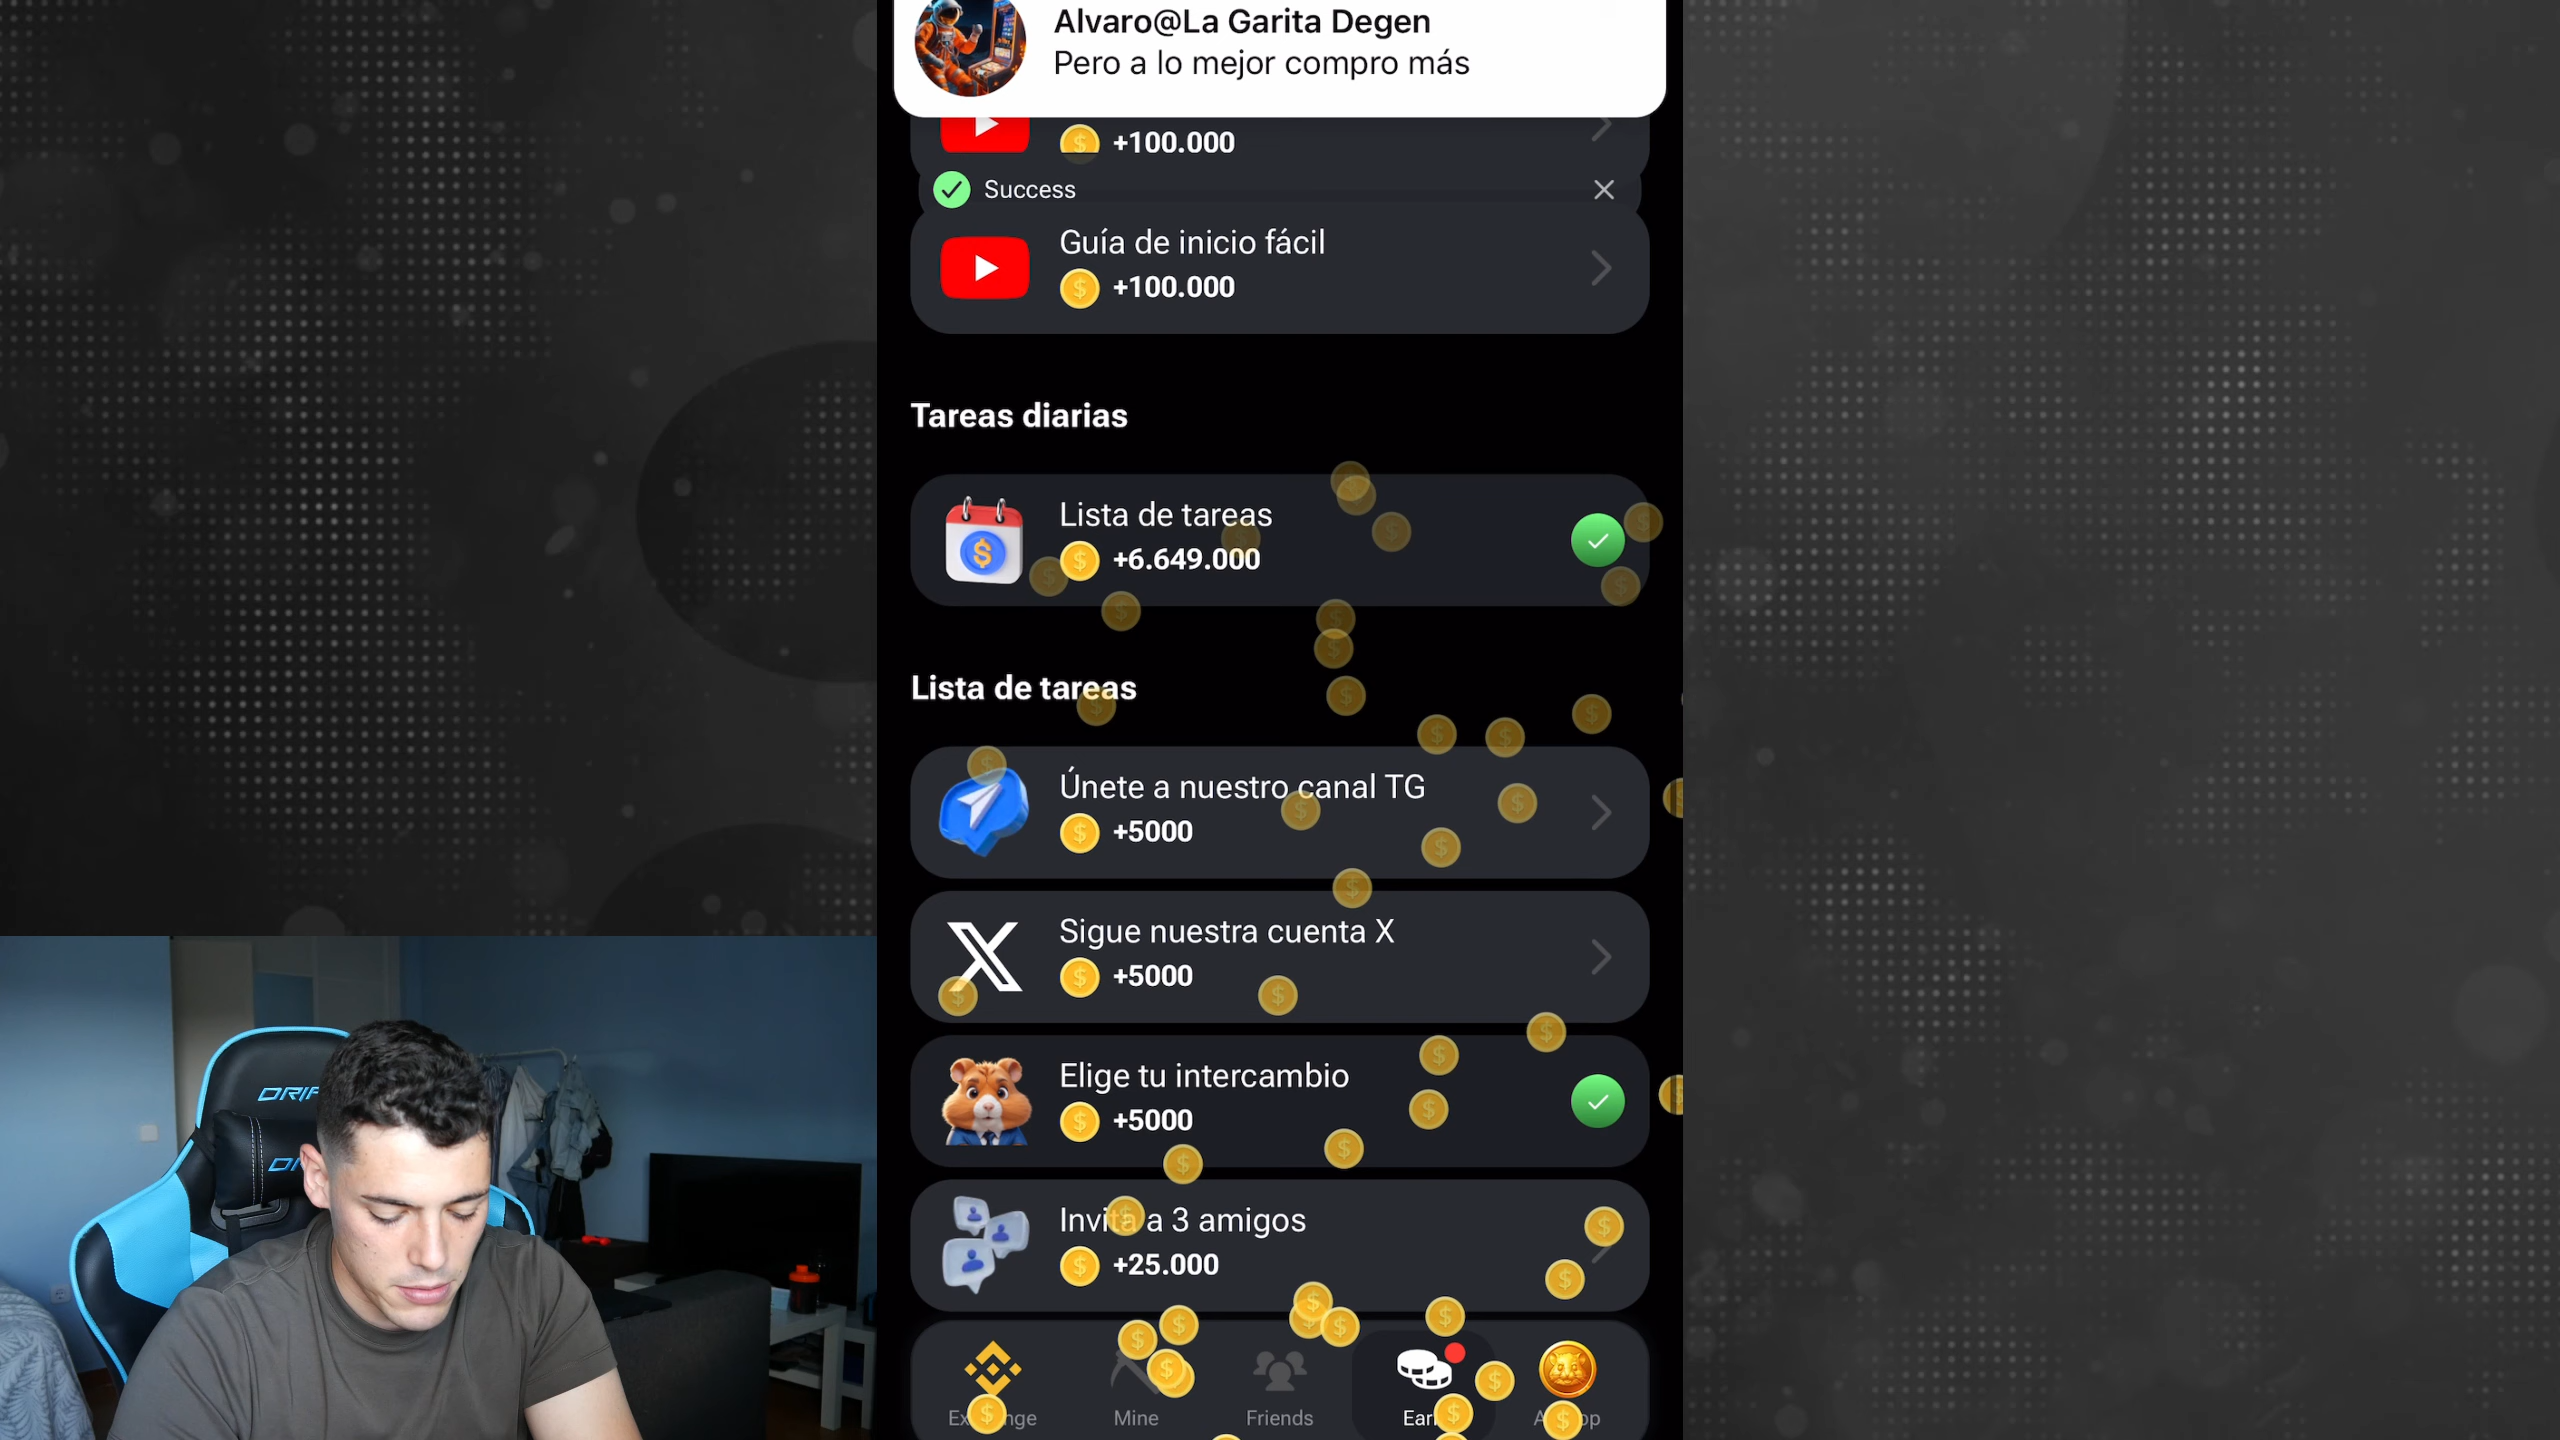 Alvaro@La Garita Degen
Pero a lo mejor compro más
+100.000
Success
Guía de inicio fácil
+100.000
Tareas diarias
Lista de tareas
+6.649.000
Lista de tareas
Únete a nuestro canal TG
+5000
Sigue nuestra cuenta X
+5000
Elige tu intercambio
+5000
Invita a 3 amigos
+25.000
Mine
Friends
Earn